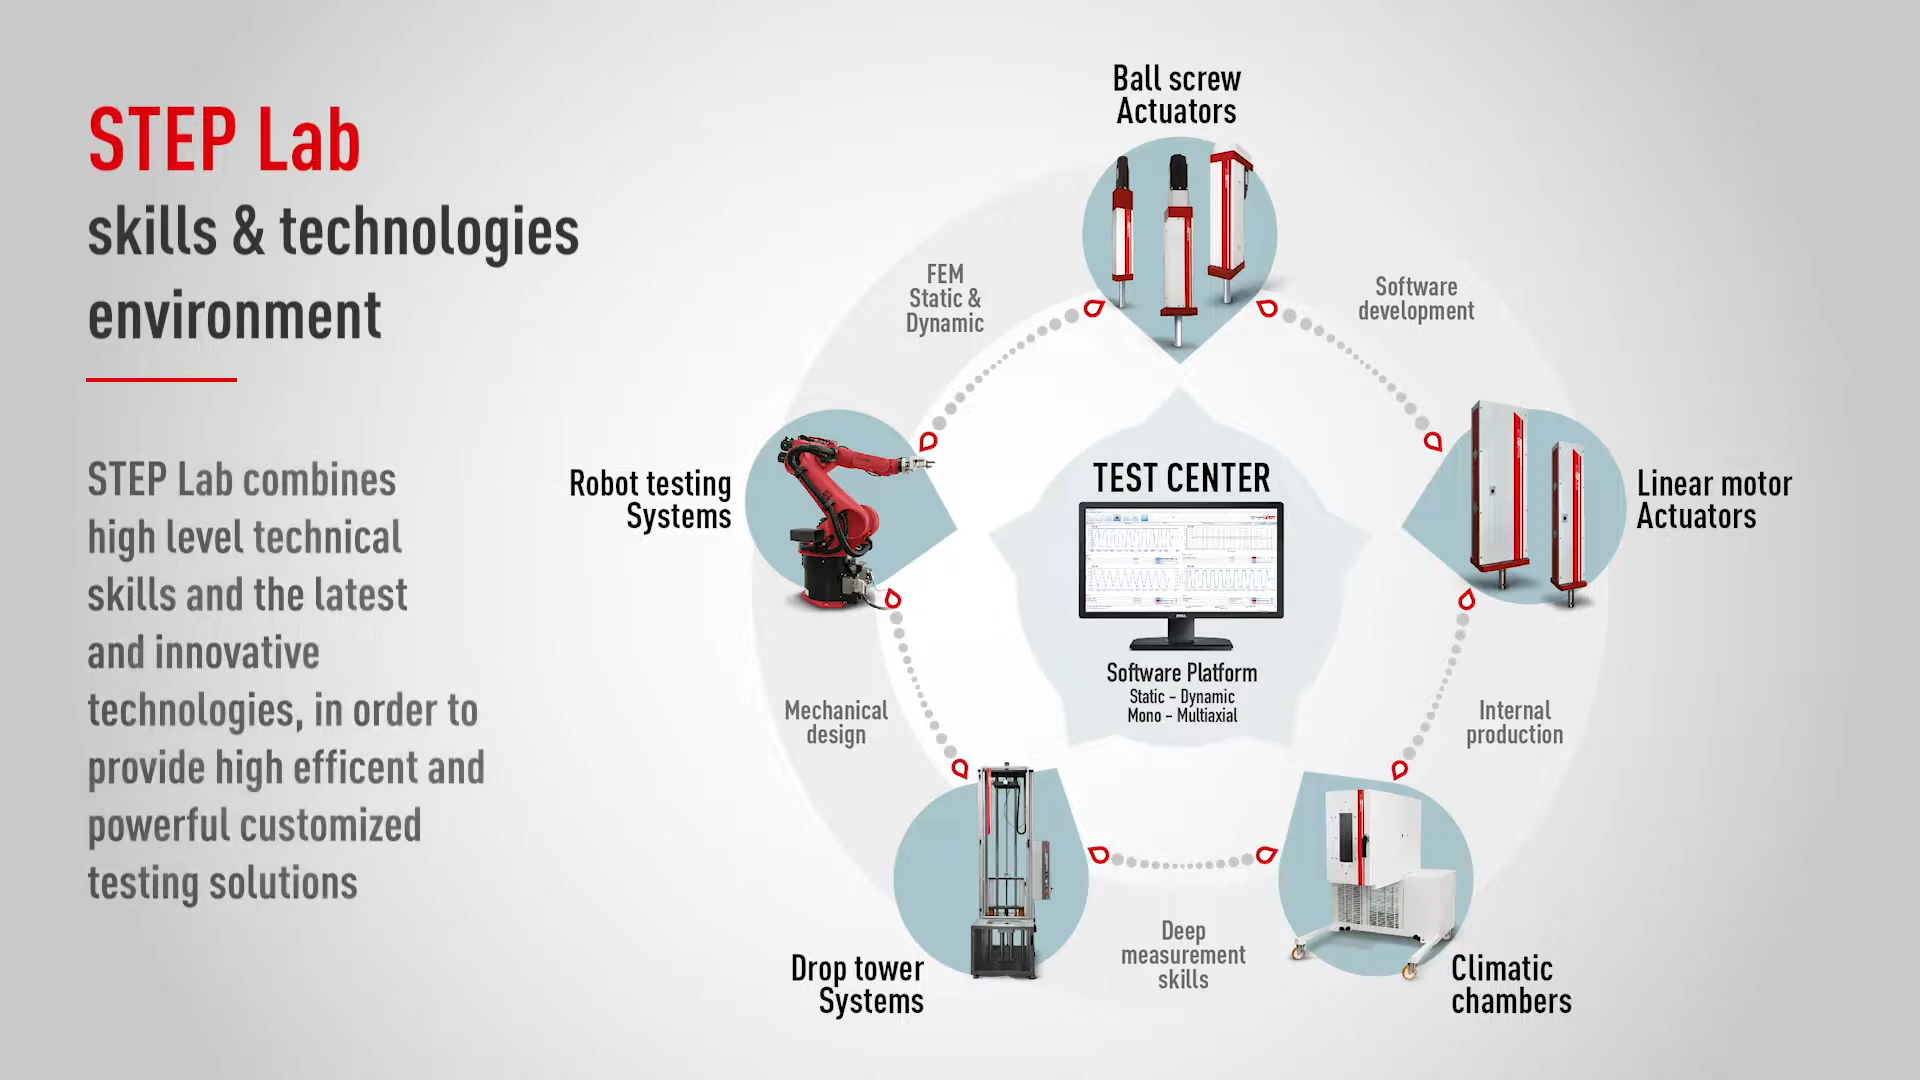 STEP Lab
skills & technologies
environment
STEP Lab combines
high level technical
skills and the latest
and innovative
technologies, in order to
provide high efficent and
powerful customized
testing solutions
Ball screw
Actuators
FEM
Static &
Dynamic
Software
development
Robot testing
Systems
TEST CENTER
Linear motor
Actuators
DELL
Software Platform
Static - Dynamic
Mono - Multiaxial
Mechanical
design
Internal
production
Deep
measurement
skills
Drop tower
Systems
Climatic
chambers